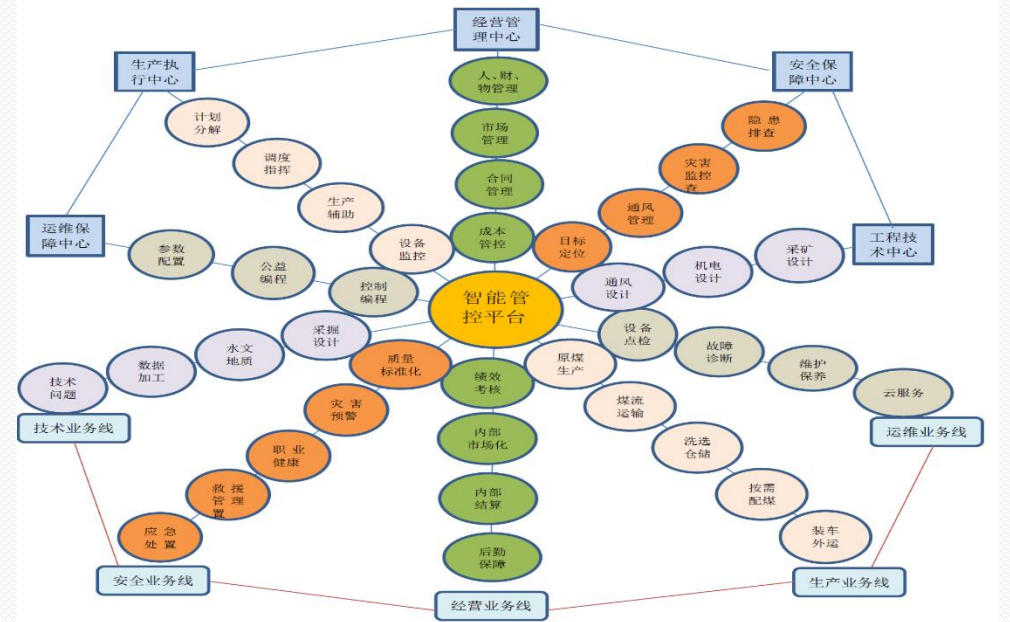 经营管
理中心
生产执
行中心
安全保
障中心
运维保
障中心
工程技
术中心
人、财、
物管理
市场
管理
合同
管理
成本
管控
计划
分解
调度
指挥
生产
辅助
设备
监控
隐 患
排查
灾害
监控
查
通风
管理
目标
定位
参数
配置
公益
编程
控制
编程
采矿
设计
机电
设计
通风
设计
智能管
控平台
采掘
设计
水文
地质
数据
加工
技术
问题
质量
标准化
灾 害
预警
职 业
健康
救 援
管 理
置
应 急
处 置
绩效
考核
内部
市场化
内部
结算
后勤
保障
原煤
生产
煤流
运输
洗选
仓储
按需
配煤
装车
外运
设备
点检
故障
诊断
维护
保养
云服务
技术业务线
运维业务线
安全业务线
生产业务线
经营业务线